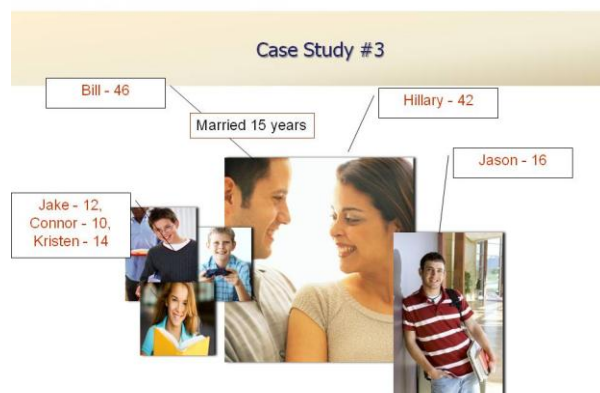 Case Study #3
Bill - 46
Hillary - 42
Married 15 years
Jason - 16
Jake - 12,
Connor - 10,
Kristen - 14